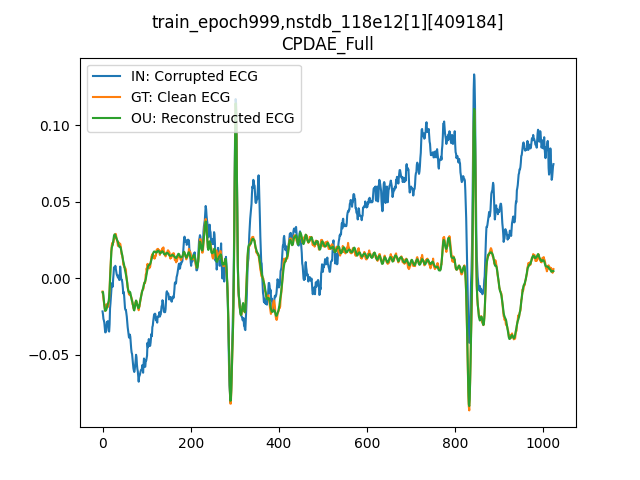 train_epoch999,nstdb_118e12[1][409184]
CPDAE_Full
IN: Corrupted ECG
GT: Clean ECG
OU: Reconstructed ECG
0.10
0.05
0.00
−0.05
0 200 400 600 800 1000